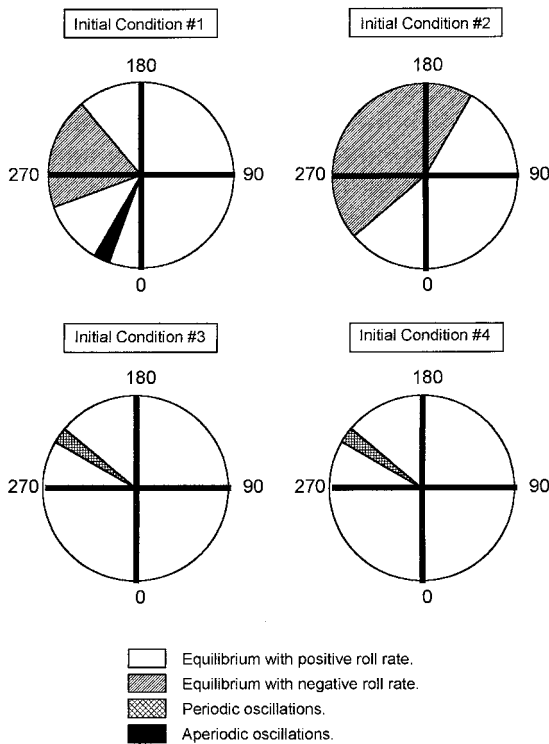 Initial Condition #1
Initial Condition #2
180
180
270
90
270
90
0
0
Initial Condition #3
Initial Condition #4
180
180
270
90
270
90
0
0
Equilibrium with positive roll rate.
Equilibrium with negative roll rate.
Periodic oscillations.
Aperiodic oscillations.